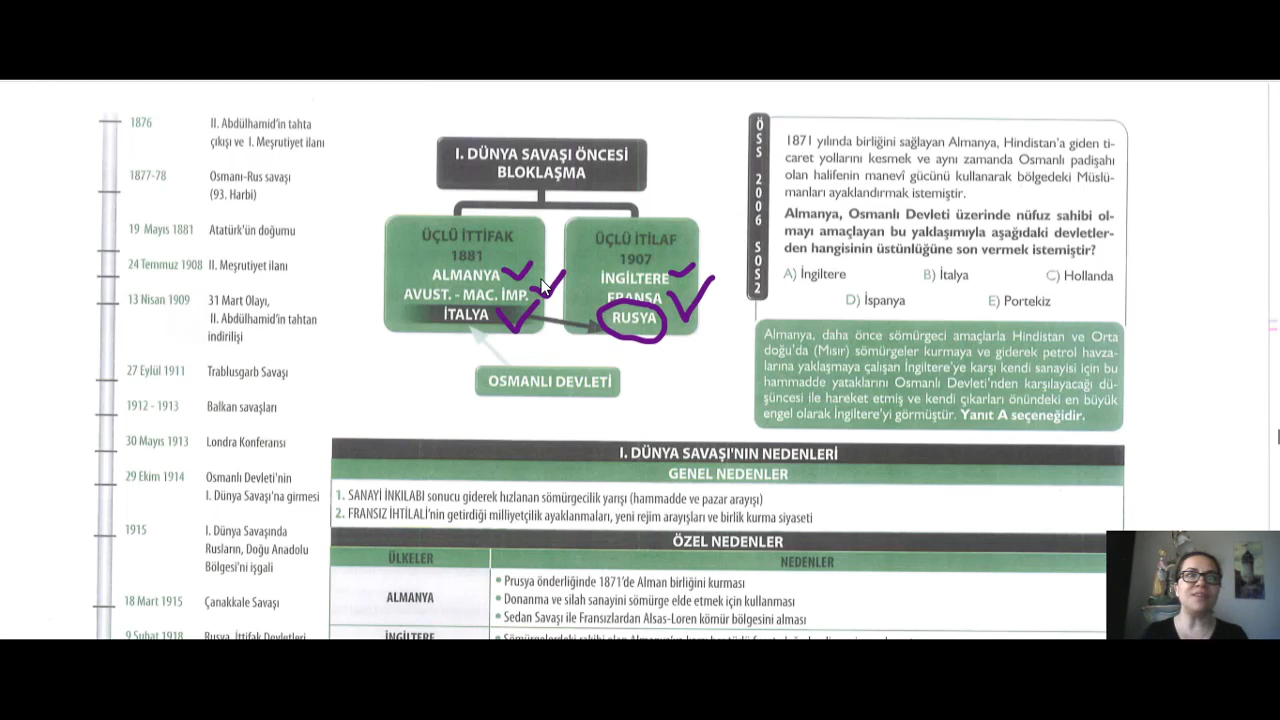 1876
II. Abdülhamid'in tahta
çıkışı ve I. Meşrutiyet ilanı
1877-78
Osmanı-Rus savaşı
(93. Harbi)
19 Mayıs 1881
Atatürk'ün doğumu
24 Temmuz 1908
II. Meşrutiyet ilanı
13 Nisan 1909
31 Mart Olayı,
II. Abdülhamid'in tahtan
indirilişi
27 Eylül 1911
Trablusgarb Savaşı
1912 - 1913
Balkan savaşları
30 Mayıs 1913
Londra Konferansı
29 Ekim 1914
Osmanlı Devleti'nin
I. Dünya Savaşı'na girmesi
1915
I. Dünya Savaşında
Rusların, Doğu Anadolu
Bölgesi'ni işgali
18 Mart 1915
Çanakkale Savaşı
9 Şubat 1918
Rusya, İttifak Devletleri
I. DÜNYA SAVAŞI ÖNCESİ
BLOKLAŞMA
ÜÇLÜ İTTİFAK
1881
ALMANYA
AVUST. - MAC. İMP.
İTALYA
ÜÇLÜ İTİLAF
1907
İNGİLTERE
FRANSA
RUSYA
OSMANLI DEVLETİ
ÖSS 2006 SOS2
1871 yılında birliğini sağlayan Almanya, Hindistan'a giden ti-
caret yollarını kesmek ve aynı zamanda Osmanlı padişahı
olan halifenin manevî gücünü kullanarak bölgedeki Müslü-
manları ayaklandırmak istemiştir.
Almanya, Osmanlı Devleti üzerinde nüfuz sahibi ol-
mayı amaçlayan bu yaklaşımıyla aşağıdaki devletler-
den hangisinin üstünlüğüne son vermek istemiştir?
A) İngiltere B) İtalya C) Hollanda
D) İspanya E) Portekiz
Almanya, daha önce sömürgeci amaçlarla Hindistan ve Orta
doğu'da (Mısır) sömürgeler kurmaya ve giderek petrol havza-
larına yaklaşmaya çalışan İngiltere'ye karşı kendi sanayisi için bu
hammadde yataklarını Osmanlı Devleti'nden karşılayacağı dü-
şüncesi ile hareket etmiş ve kendi çıkarları önündeki en büyük
engel olarak İngiltere'yi görmüştür. Yanıt A seçeneğidir.
I. DÜNYA SAVAŞI'NIN NEDENLERİ
GENEL NEDENLER
1. SANAYİ İNKILABI sonucu giderek hızlanan sömürgecilik yarışı (hammadde ve pazar arayışı)
2. FRANSIZ İHTİLALİ'nin getirdiği milliyetçilik ayaklanmaları, yeni rejim arayışları ve birlik kurma siyaseti
ÖZEL NEDENLER
ÜLKELER NEDENLER
ALMANYA
• Prusya önderliğinde 1871'de Alman birliğini kurması
• Donanma ve silah sanayini sömürge elde etmek için kullanması
• Sedan Savaşı ile Fransızlardan Alsas-Loren kömür bölgesini alması
İNGİLTERE